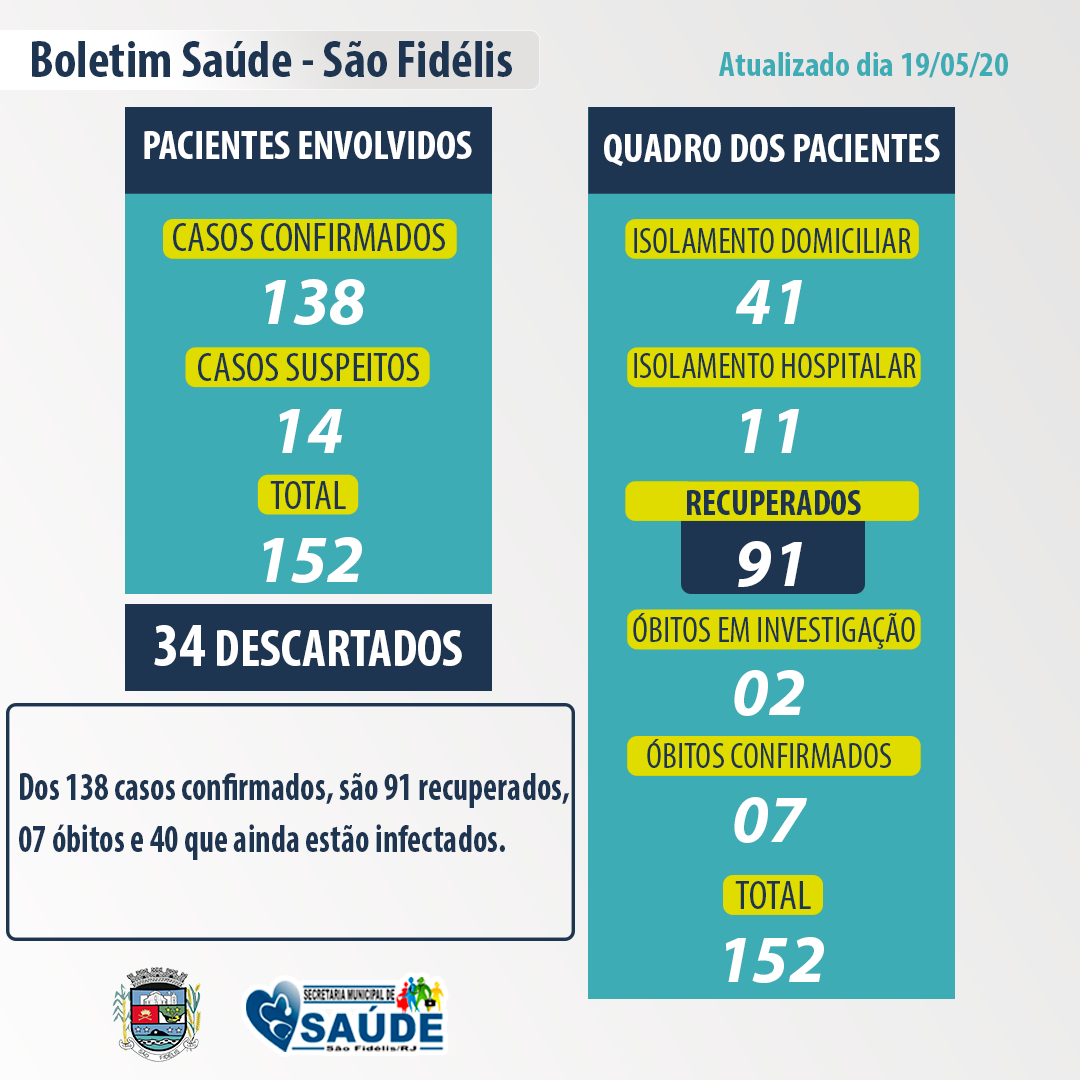 Boletim Saúde - São Fidélis
Atualizado dia 19/05/20
PACIENTES ENVOLVIDOS
CASOS CONFIRMADOS
138
CASOS SUSPEITOS
14
TOTAL
152
34 DESCARTADOS
Dos 138 casos confirmados, são 91 recuperados,
07 óbitos e 40 que ainda estão infectados.
QUADRO DOS PACIENTES
ISOLAMENTO DOMICILIAR
41
ISOLAMENTO HOSPITALAR
11
RECUPERADOS
91
ÓBITOS EM INVESTIGAÇÃO
02
ÓBITOS CONFIRMADOS
07
TOTAL
152
SÃO FIDÉLIS
SECRETARIA MUNICIPAL DE
SAÚDE
São Fidélis/RJ